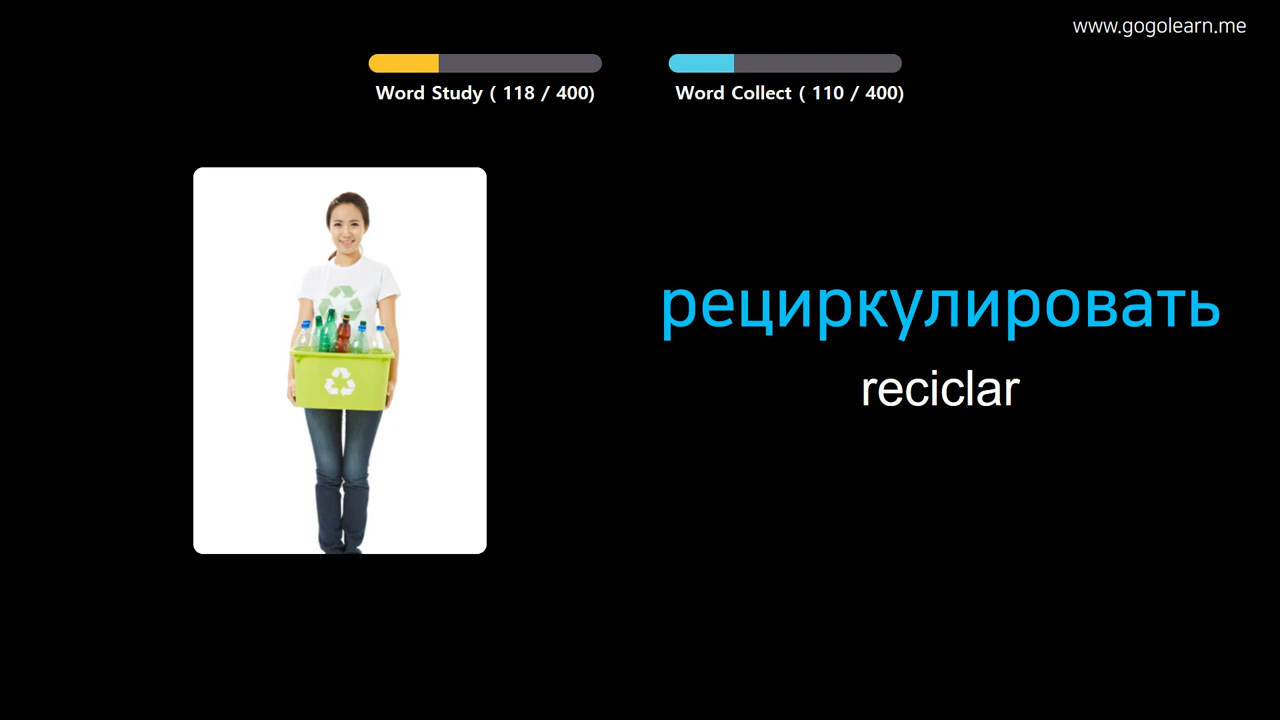 www.gogolearn.me
Word Study ( 118 / 400)
Word Collect ( 110 / 400)
рециркулировать
reciclar